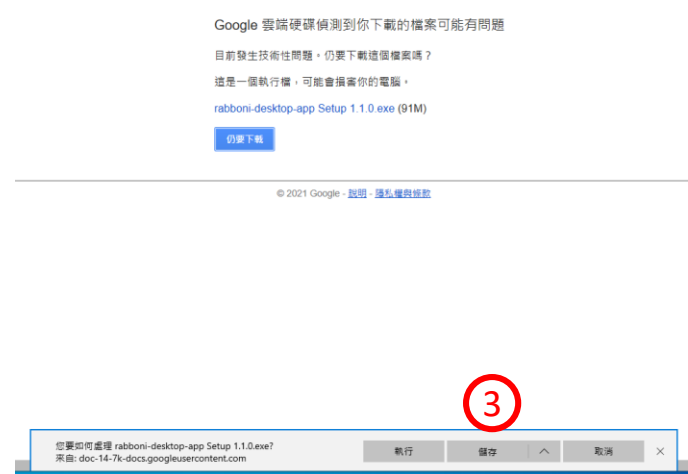 Google 雲端硬碟偵測到你下載的檔案可能有問題
目前發生技術性問題。仍要下載這個檔案嗎？
這是一個執行檔，可能會損害你的電腦。
rabboni-desktop-app Setup 1.1.0.exe (91M)
仍要下載
© 2021 Google - 說明 - 隱私權與條款
3
您要如何處理 rabboni-desktop-app Setup 1.1.0.exe?
來自: doc-14-7k-docs.googleusercontent.com
執行 儲存 取消